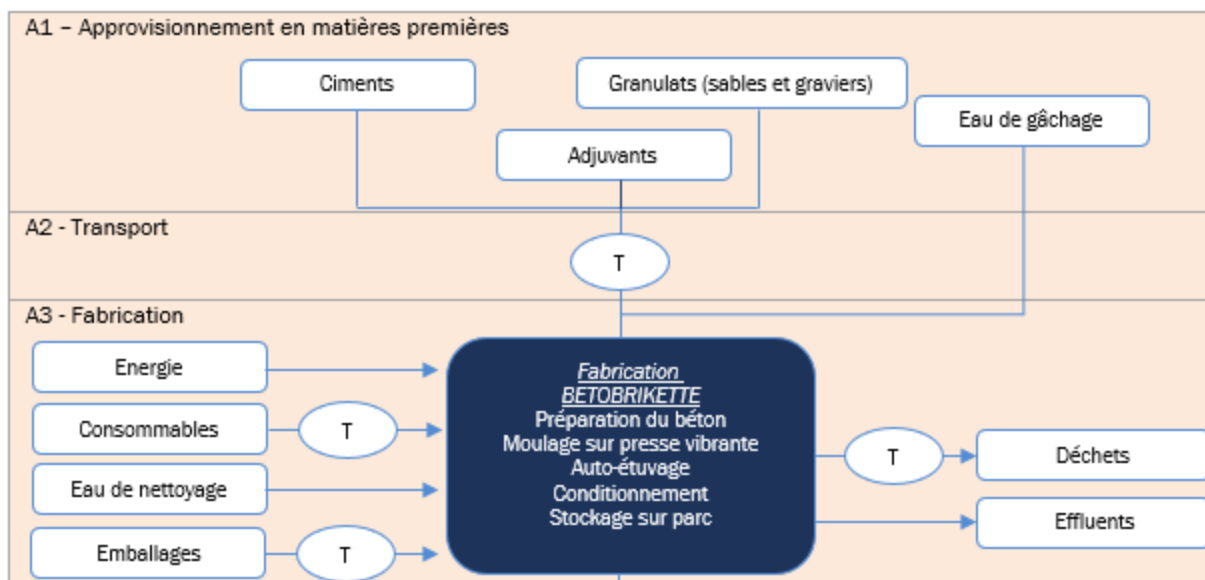 A1 – Approvisionnement en matières premières
Ciments
Granulats (sables et graviers)
Eau de gâchage
Adjuvants
A2 - Transport
T
A3 - Fabrication
Energie
Consommables
T
Eau de nettoyage
Emballages
T
Fabrication
BETOBRIKETTE
Préparation du béton
Moulage sur presse vibrante
Auto-étuvage
Conditionnement
Stockage sur parc
T
Déchets
Effluents